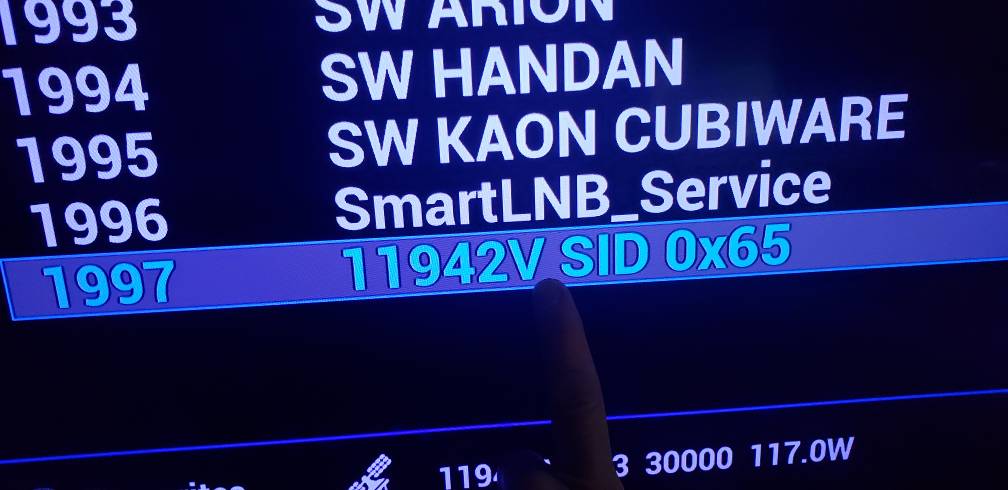 1993 SW ARION
1994 SW HANDAN
1995 SW KAON CUBIWARE
1996 SmartLNB_Service
1997 11942V SID 0x65
30000 117.0W